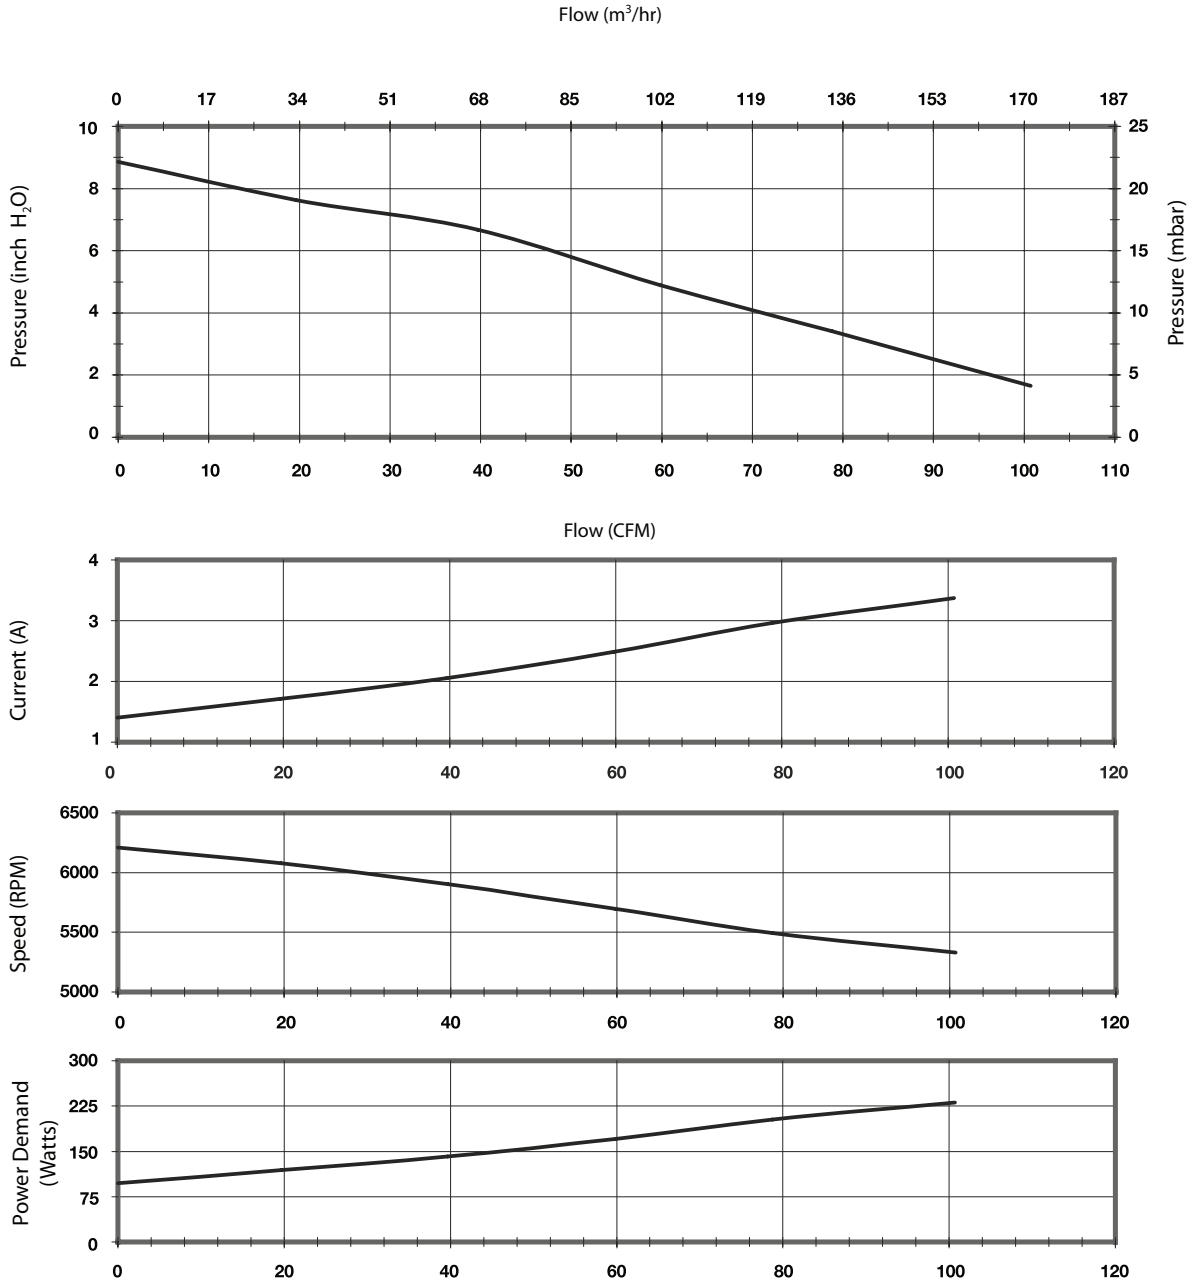 Flow (m³/hr)
0 17 34 51 68 85 102 119 136 153 170 187
10 25
8 20
6 15
4 10
2 5
0 0
Pressure (inch H₂O)
Pressure (mbar)
0 10 20 30 40 50 60 70 80 90 100 110
Flow (CFM)
4
3
2
1
Current (A)
0 20 40 60 80 100 120
6500
6000
5500
5000
Speed (RPM)
0 20 40 60 80 100 120
300
225
150
75
0
Power Demand
(Watts)
0 20 40 60 80 100 120